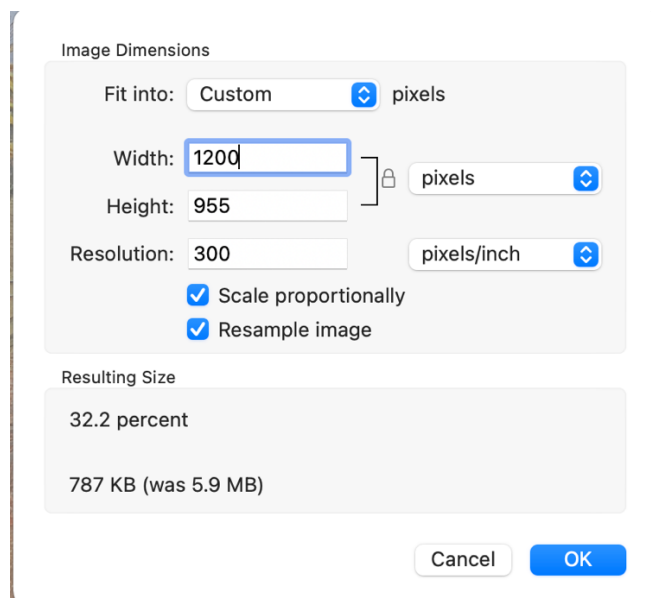 Image Dimensions
Fit into: Custom pixels
Width: 1200
pixels
Height: 955
Resolution: 300 pixels/inch
Scale proportionally
Resample image
Resulting Size
32.2 percent
787 KB (was 5.9 MB)
Cancel OK